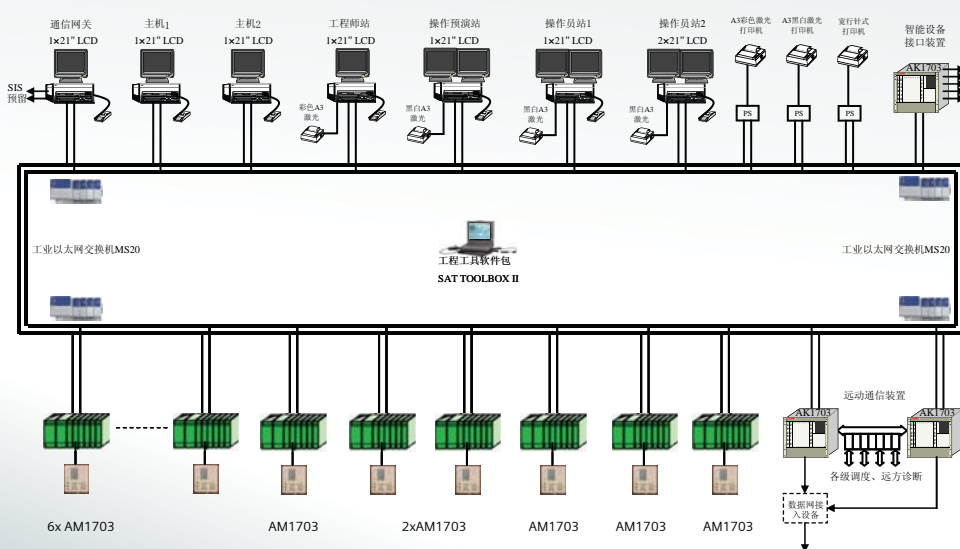 通信网关
1×21" LCD
主机1
1×21" LCD
主机2
1×21" LCD
工程师站
1×21" LCD
操作预演站
1×21" LCD
操作员站1
1×21" LCD
操作员站2
2×21" LCD
A3彩色激光
打印机
A3黑白激光
打印机
宽行针式
打印机
智能设备
接口装置
AK1703
SIS
预留
彩色A3
激光
黑白A3
激光
黑白A3
激光
黑白A3
激光
PS
PS
PS
工业以太网交换机MS20
工程工具软件包
SAT TOOLBOX II
工业以太网交换机MS20
远动通信装置
AK1703
AK1703
各级调度、远方诊断
数据网接
入设备
6x AM1703
AM1703
2xAM1703
AM1703
AM1703
AM1703